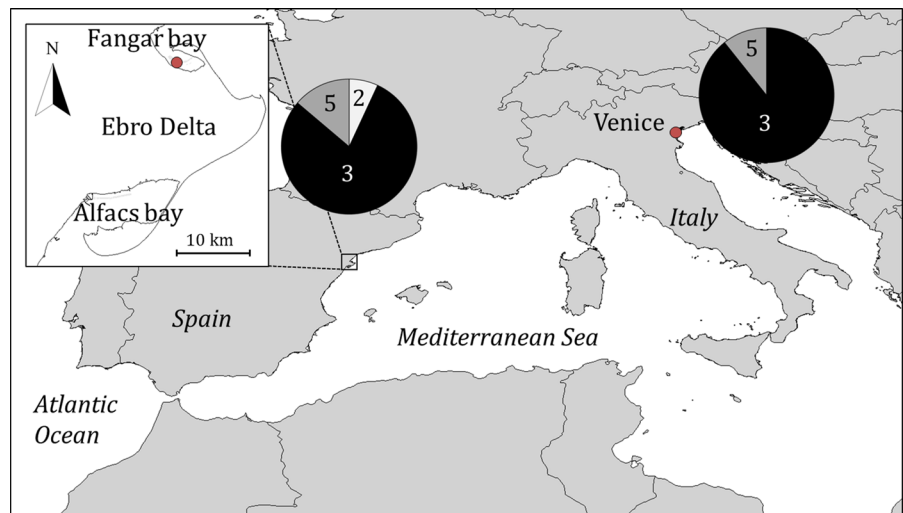 Fangar bay
N
Ebro Delta
Alfacs bay
10 km
5
2
3
5
3
Venice
Italy
Spain
Mediterranean Sea
Atlantic
Ocean